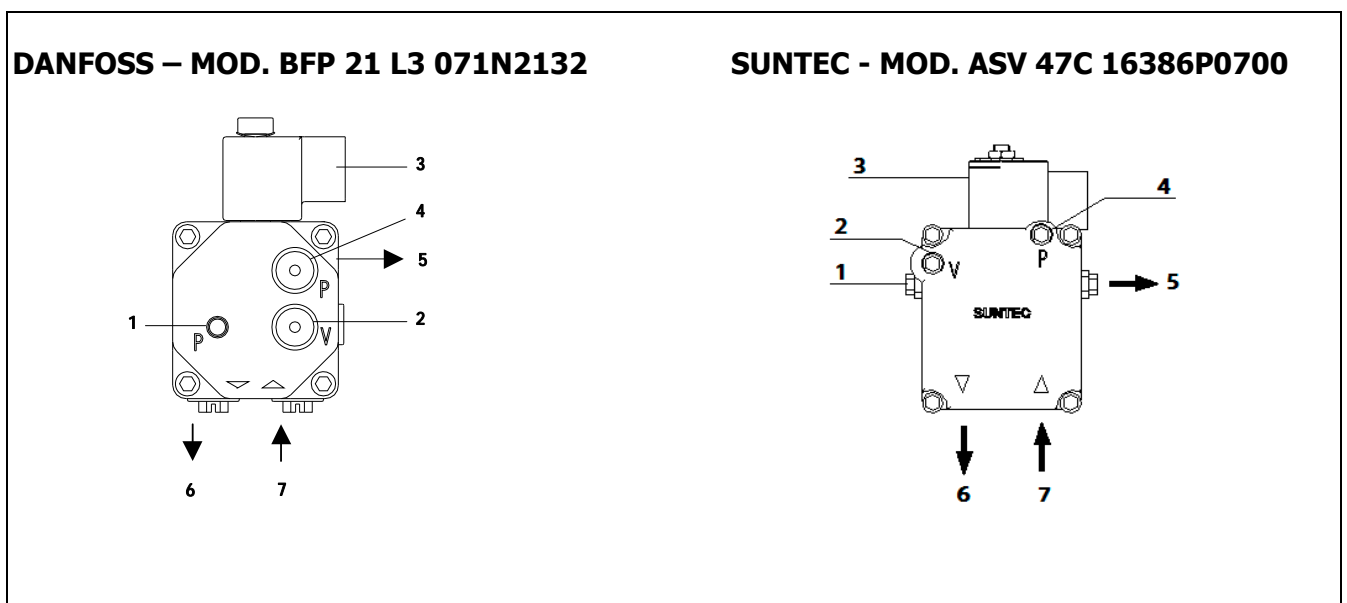 DANFOSS – MOD. BFP 21 L3 071N2132
3
4
5
P
1
2
P
V
6
7
SUNTEC - MOD. ASV 47C 16386P0700
3
4
2
P
V
1
5
SUNTEC
6
7